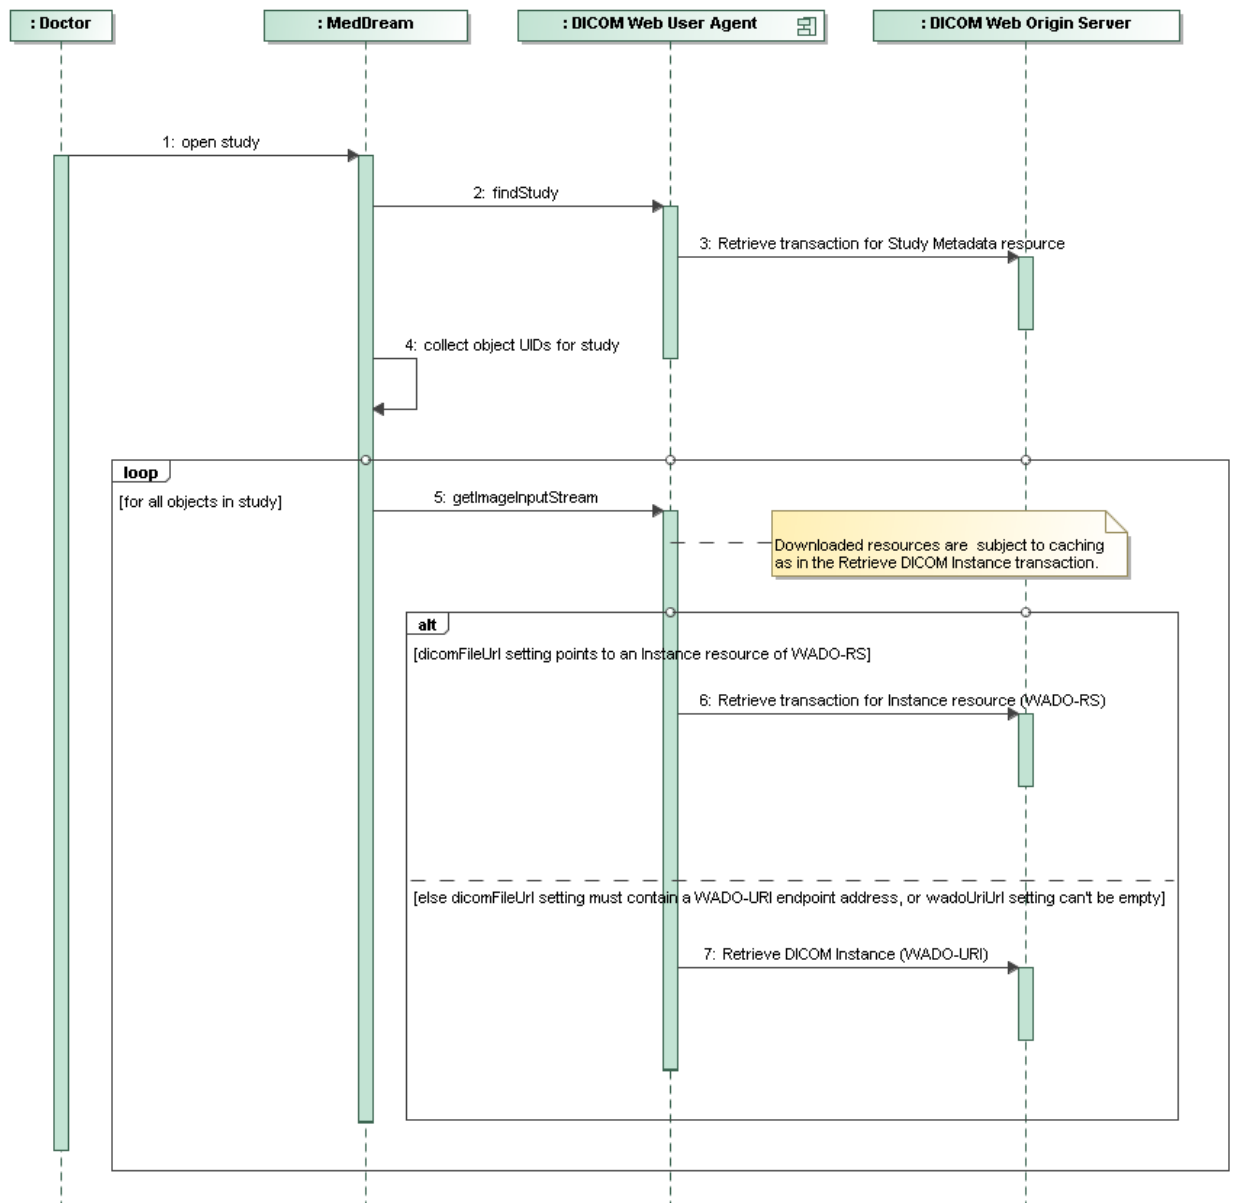 : Doctor
: MedDream
: DICOM Web User Agent
: DICOM Web Origin Server
1: open study
2: findStudy
3: Retrieve transaction for Study Metadata resource
4: collect object UIDs for study
loop
[for all objects in study]
5: getImageInputStream
Downloaded resources are  subject to caching
as in the Retrieve DICOM Instance transaction.
alt
[dicomFileUrl setting points to an Instance resource of WADO-RS]
6: Retrieve transaction for Instance resource (WADO-RS)
[else dicomFileUrl setting must contain a WADO-URI endpoint address, or wadoUriUrl setting can't be empty]
7: Retrieve DICOM Instance (WADO-URI)